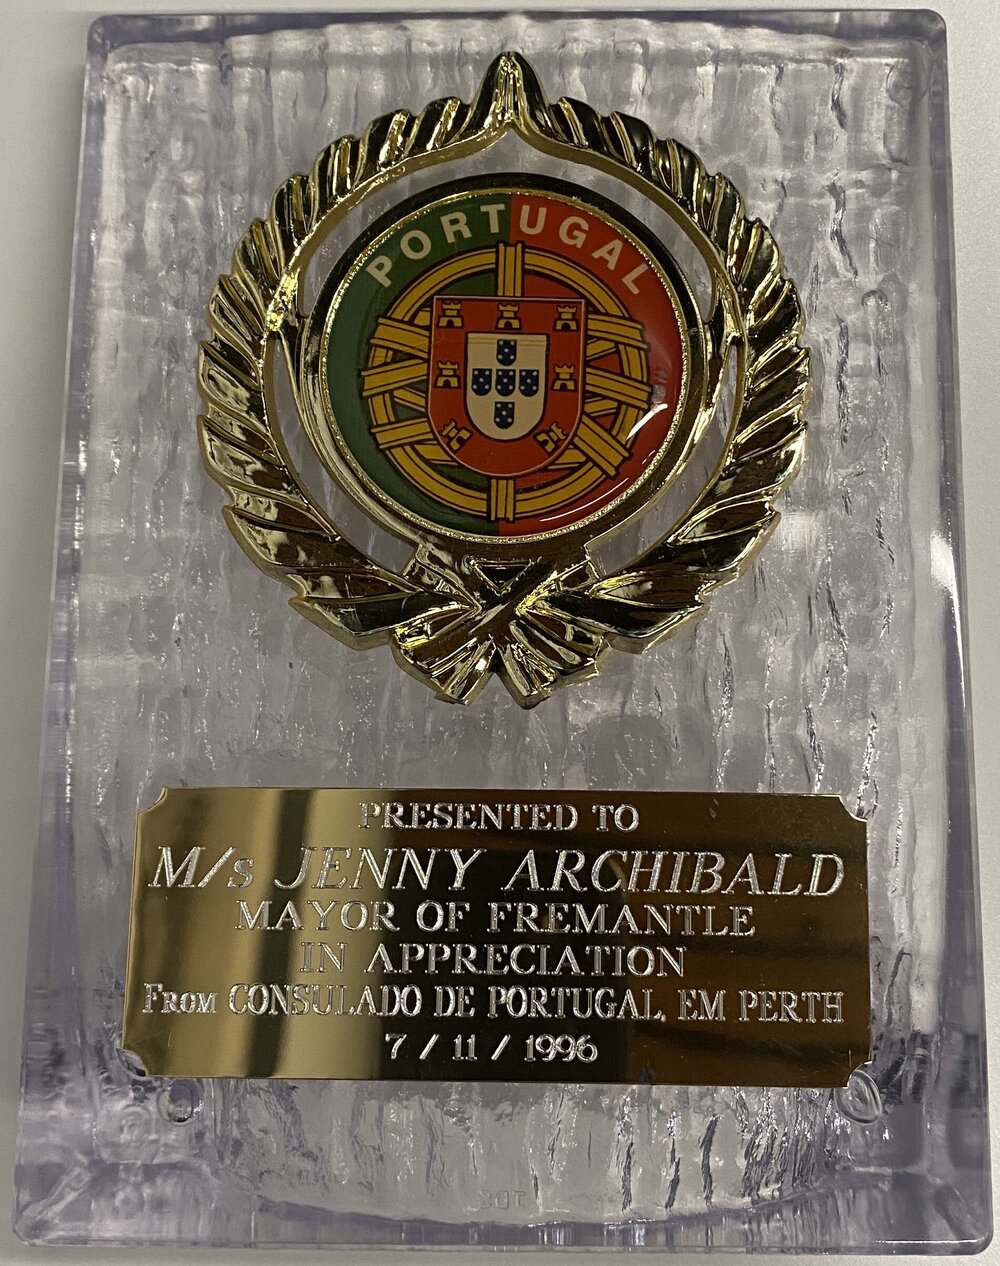 PORTUGAL
PRESENTED TO
M/s JENNY ARCHIBALD
MAYOR OF FREMANTLE
IN APPRECIATION
FROM CONSULADO DE PORTUGAL, EM PERTH
7 / 11 / 1996